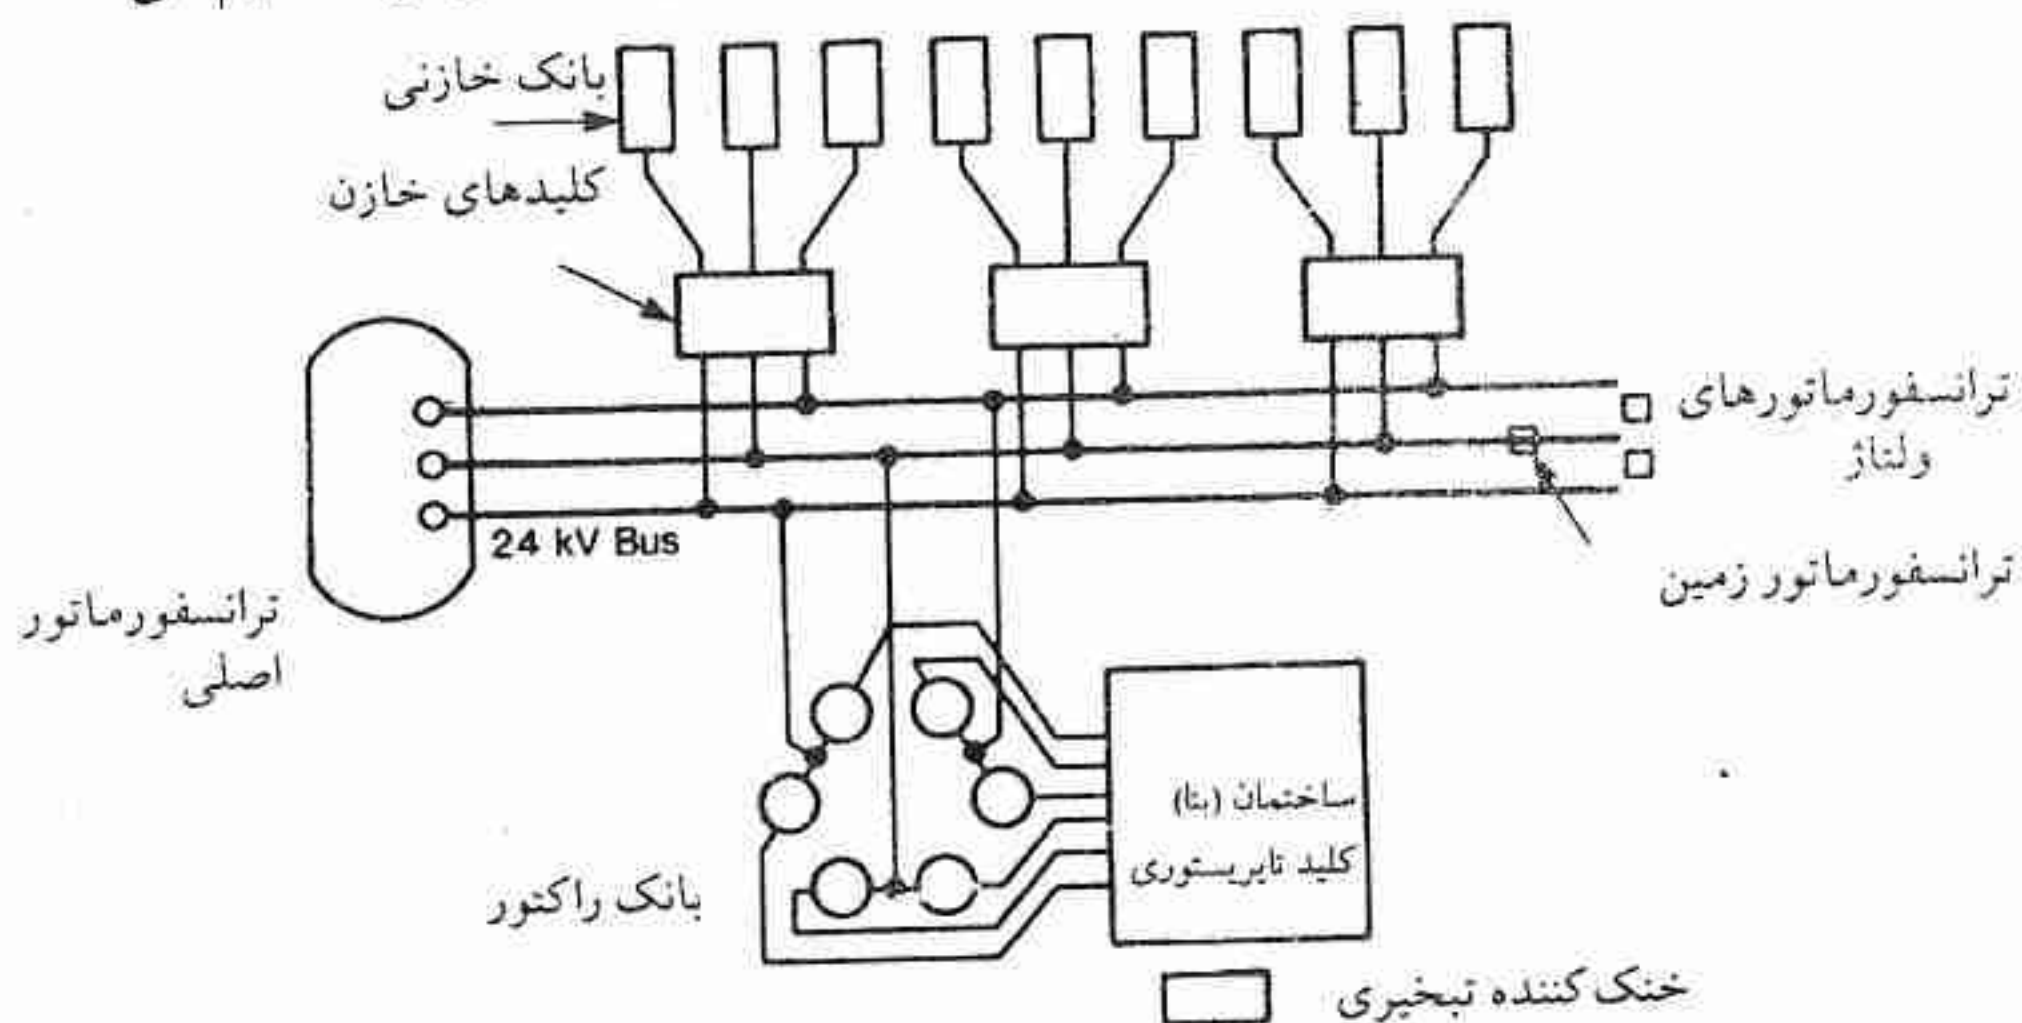 بانک خازنی
کلیدهای خازن
ترانسفورماتورهای
ولتاژ
24 kV Bus
ترانسفورماتور زمین
ترانسفورماتور
اصلی
ساختمان (بنا)
کلید تایریستوری
بانک راکتور
خنک کننده تبخیری